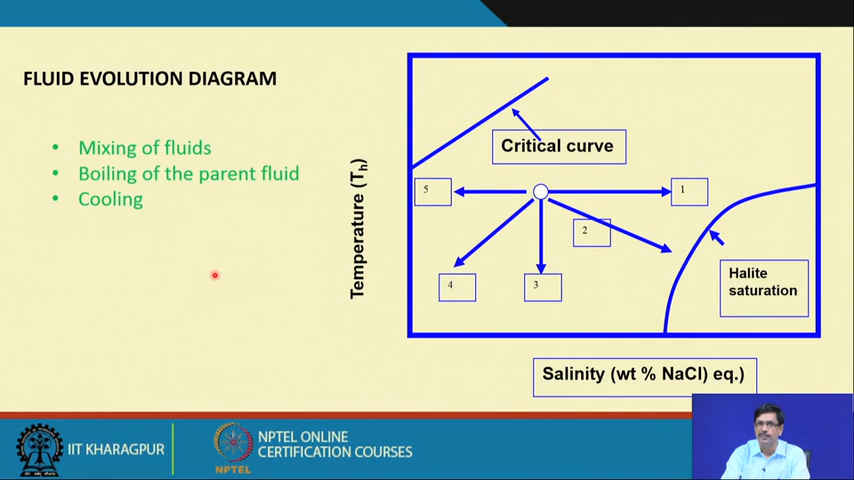 FLUID EVOLUTION DIAGRAM
• Mixing of fluids
• Boiling of the parent fluid
• Cooling
Temperature (Th)
Critical curve
5
1
2
4
3
Halite
saturation
Salinity (wt % NaCl) eq.)
IIT KHARAGPUR
NPTEL
NPTEL ONLINE
CERTIFICATION COURSES